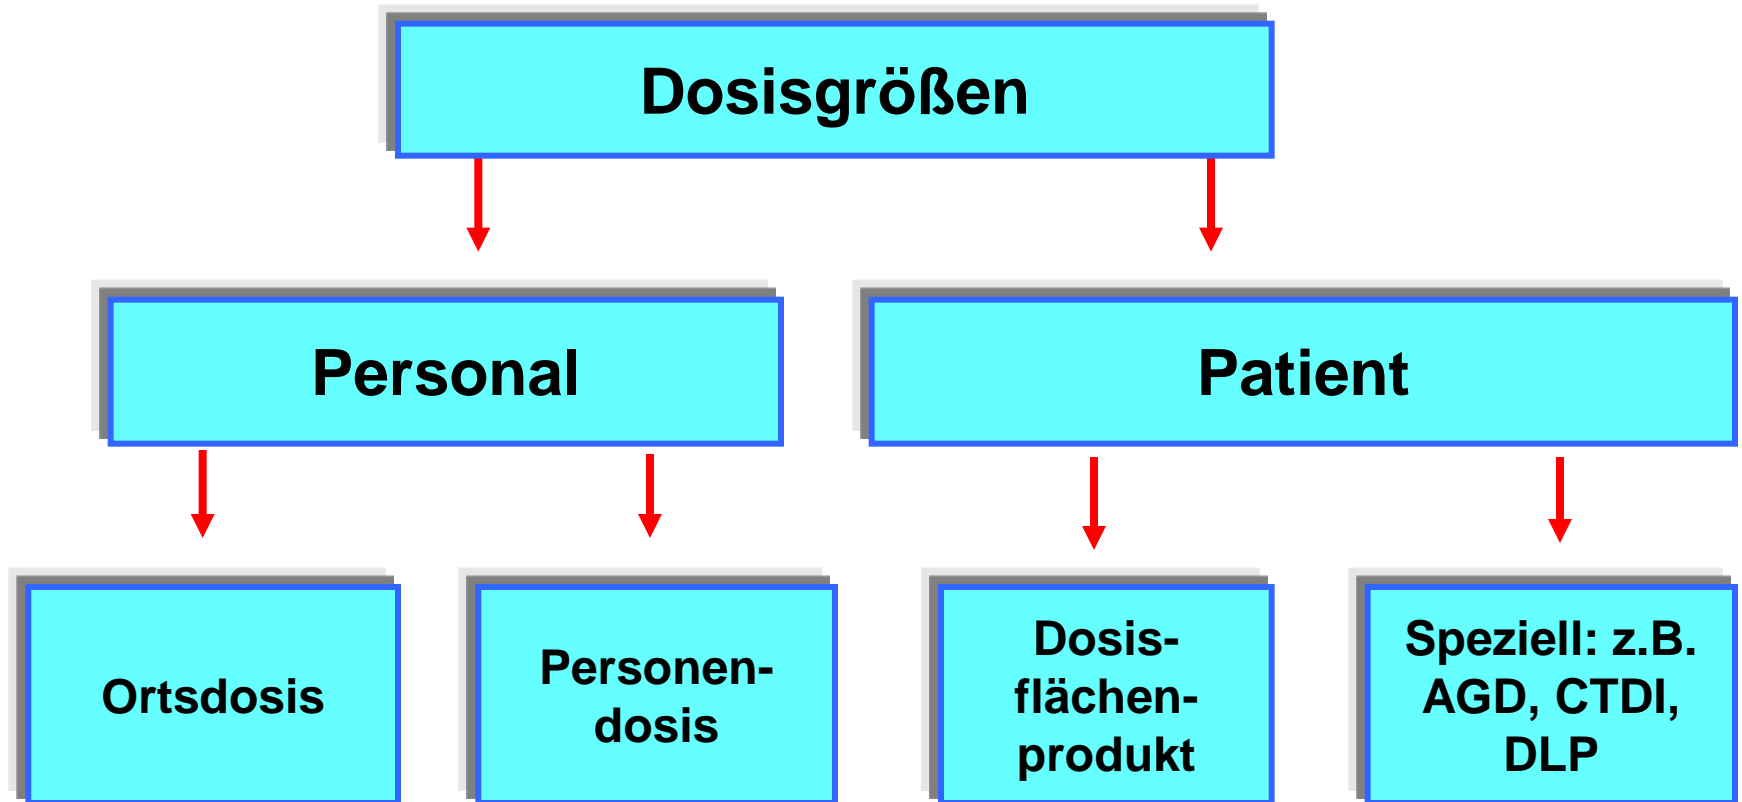 Dosisgrößen
Personal
Patient
Ortsdosis
Personen-
dosis
Dosis-
flächen-
produkt
Speziell: z.B.
AGD, CTDI,
DLP